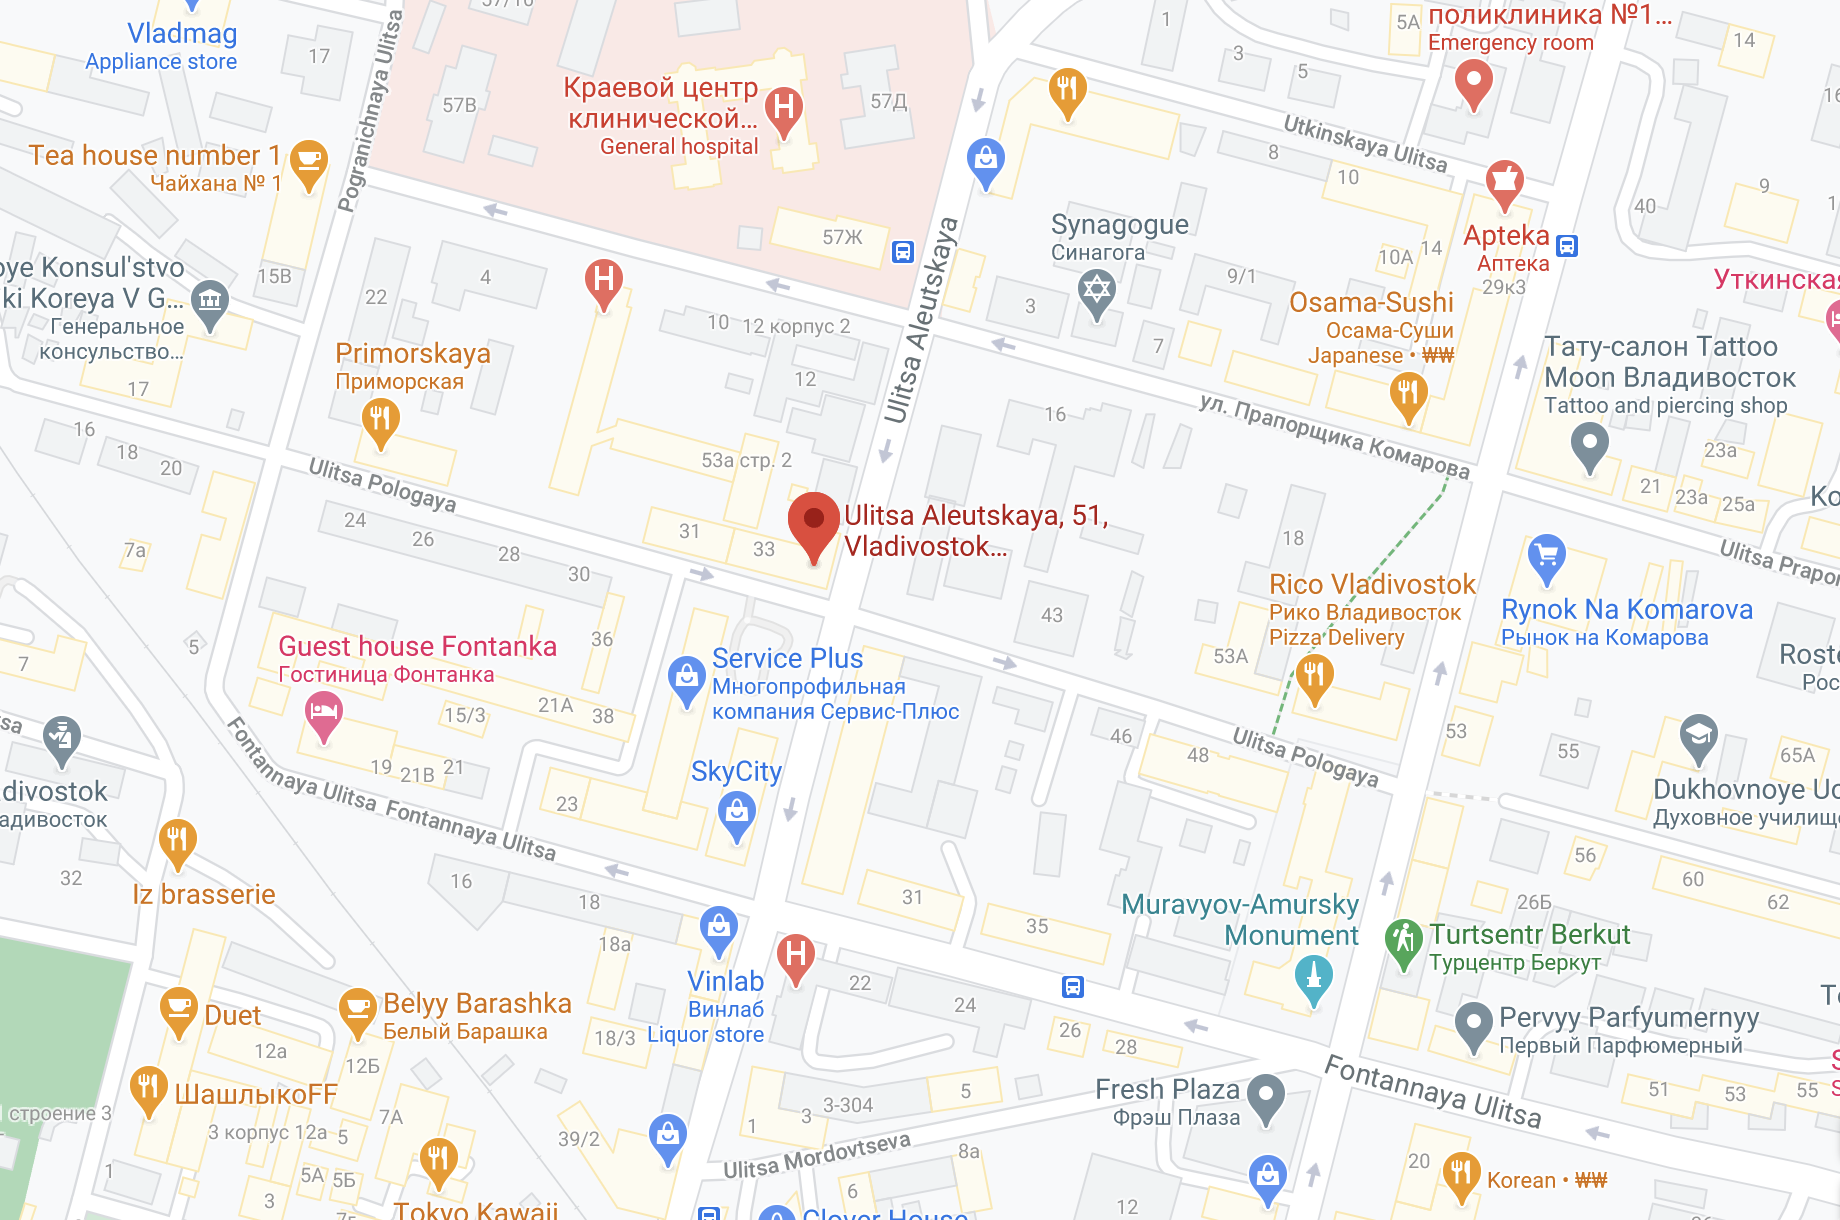 57/16
Vladmag
Appliance store
17
Pogranichnaya Ulitsa
57В
Краевой центр
клинической...
General hospital
57Д
1
3
5
5А
поликлиника №1...
Emergency room
14
16
Utkinskaya Ulitsa
8
10
9
40
Tea house number 1
Чайхана № 1
57Ж
Ulitsa Aleutskaya
Synagogue
Синагога
14
10А
Apteka
Аптека
29к3
Уткинская
oye Konsul'stvo
ki Koreya V G...
Генеральное
консульство...
15В
22
4
9/1
3
7
Osama-Sushi
Осама-Суши
Japanese • ₩₩
Primorskaya
Приморская
10
12 корпус 2
12
17
16
18
20
16
ул. Прапорщика Комарова
Тату-салон Tattoo
Moon Владивосток
Tattoo and piercing shop
23а
21
23а
25а
Ko
Ulitsa Pologaya
53а стр. 2
24
26
28
30
31
33
Ulitsa Aleutskaya, 51,
Vladivostok...
18
Ulitsa Prapor
7а
Rico Vladivostok
Рико Владивосток
Pizza Delivery
Rynok Na Komarova
Рынок на Комарова
43
53А
5
7
36
Guest house Fontanka
Гостиница Фонтанка
Service Plus
Многопрофильная
компания Сервис-Плюс
21А
38
15/3
Roste
Рос
46
48
Ulitsa Pologaya
53
55
65А
Dukhovnoye Uc
Духовное училище
sa
19
21В
21
SkyCity
23
Fontannaya Ulitsa
Fontannaya Ulitsa
divostok
адивосток
32
Iz brasserie
16
18
18а
31
35
56
60
62
26Б
Muravyov-Amursky
Monument
Turtsentr Berkut
Турцентр Беркут
Vinlab
Винлаб
Liquor store
22
24
26
28
Pervyy Parfyumernyy
Первый Парфюмерный
Duet
Belyy Barashka
Белый Барашка
12а
12Б
18/3
ШашлыкоFF
строение 3
3 корпус 12а
5
7А
5А
5Б
3
1
39/2
Tokyo Kawaii
3-304
3
5
1
Ulitsa Mordovtseva
8а
6
12
Fresh Plaza
Фрэш Плаза
Fontannaya Ulitsa
51
53
55
20
Korean • ₩₩
Clover House